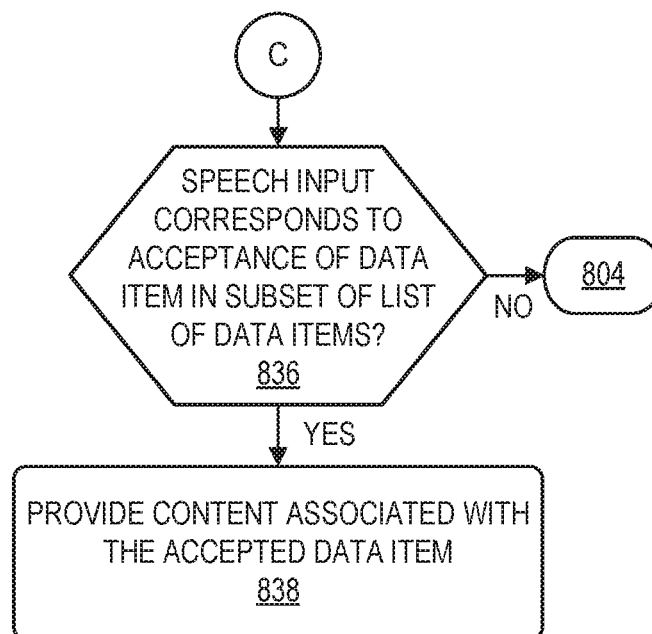 C
SPEECH INPUT
CORRESPONDS TO
ACCEPTANCE OF DATA
ITEM IN SUBSET OF LIST
OF DATA ITEMS?
836
804
NO
YES
PROVIDE CONTENT ASSOCIATED WITH
THE ACCEPTED DATA ITEM
838